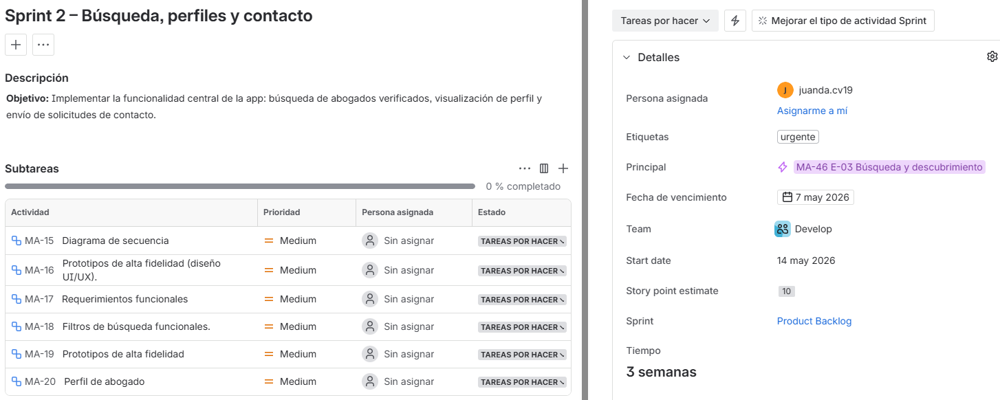 Sprint 2 – Búsqueda, perfiles y contacto
Descripción
Objetivo: Implementar la funcionalidad central de la app: búsqueda de abogados verificados, visualización de perfil y
envío de solicitudes de contacto.
Subtareas
0 % completado
Actividad Prioridad Persona asignada Estado
MA-15 Diagrama de secuencia Medium Sin asignar TAREAS POR HACER
MA-16 Prototipos de alta fidelidad (diseño
UI/UX). Medium Sin asignar TAREAS POR HACER
MA-17 Requerimientos funcionales Medium Sin asignar TAREAS POR HACER
MA-18 Filtros de búsqueda funcionales. Medium Sin asignar TAREAS POR HACER
MA-19 Prototipos de alta fidelidad Medium Sin asignar TAREAS POR HACER
MA-20 Perfil de abogado Medium Sin asignar TAREAS POR HACER
Tareas por hacer
Mejorar el tipo de actividad Sprint
Detalles
Persona asignada
J juanda.cv19
Asignarme a mí
Etiquetas urgente
Principal MA-46 E-03 Búsqueda y descubrimiento
Fecha de vencimiento 7 may 2026
Team Develop
Start date 14 may 2026
Story point estimate 10
Sprint Product Backlog
Tiempo
3 semanas